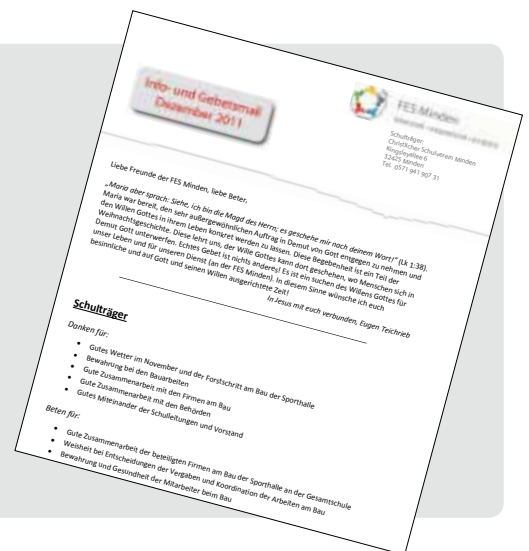 Info- und Gebetsmail
Dezember 2011
FES Minden
Schulträger:
Christlicher Schulverein Minden
Kingsleyallee 6
32425 Minden
Tel. 0571 941 907 31
Liebe Freunde der FES Minden, liebe Beter,
„Maria aber sprach: Siehe, ich bin die Magd des Herrn; es geschehe mir nach deinem Wort!“ (Lk 1:38).
Maria war bereit, den sehr außergewöhnlichen Auftrag in Demut von Gott entgegen zu nehmen und
den Willen Gottes in ihrem Leben konkret werden zu lassen. Diese Begebenheit ist ein Teil der
Weihnachtsgeschichte. Diese lehrt uns, der Wille Gottes kann dort geschehen, wo Menschen sich in
Demut Gott unterwerfen. Echtes Gebet ist nichts anderes! Es ist ein suchen des Willens Gottes für
unser Leben und für unseren Dienst (an der FES Minden). In diesem Sinne wünsche ich euch
besinnliche und auf Gott und seinen Willen ausgerichtete Zeit!
In Jesus mit euch verbunden, Eugen Teichrieb
Schulträger
Danken für:
• Gutes Wetter im November und der Forstschritt am Bau der Sporthalle
• Bewahrung bei den Bauarbeiten
• Gute Zusammenarbeit mit den Firmen am Bau
• Gute Zusammenarbeit mit den Behörden
• Gutes Miteinander der Schulleitungen und Vorstand
Beten für:
• Gute Zusammenarbeit der beteiligten Firmen am Bau der Sporthalle an der Gesamtschule
• Weisheit bei Entscheidungen der Vergaben und Koordination der Arbeiten am Bau
• Bewahrung und Gesundheit der Mitarbeiter beim Bau